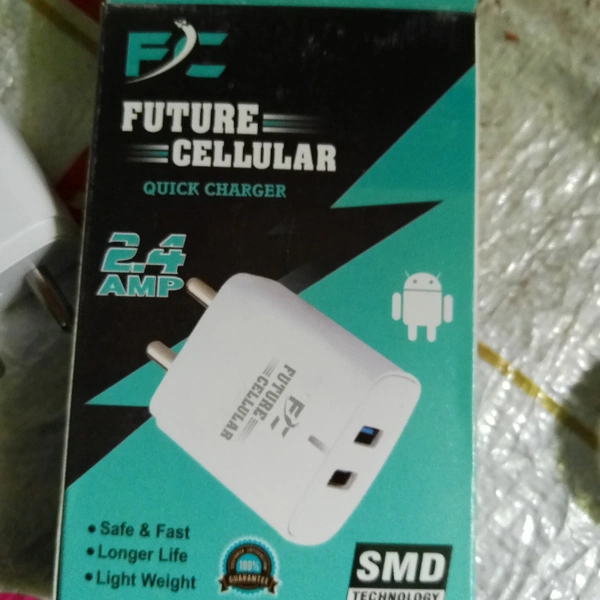 FC
FUTURE
CELLULAR
QUICK CHARGER
2.4
AMP
FUTURE
CELLULAR
FC
• Safe & Fast
• Longer Life
• Light Weight
100%
GUARANTEE
SMD
TECHNOLOGY